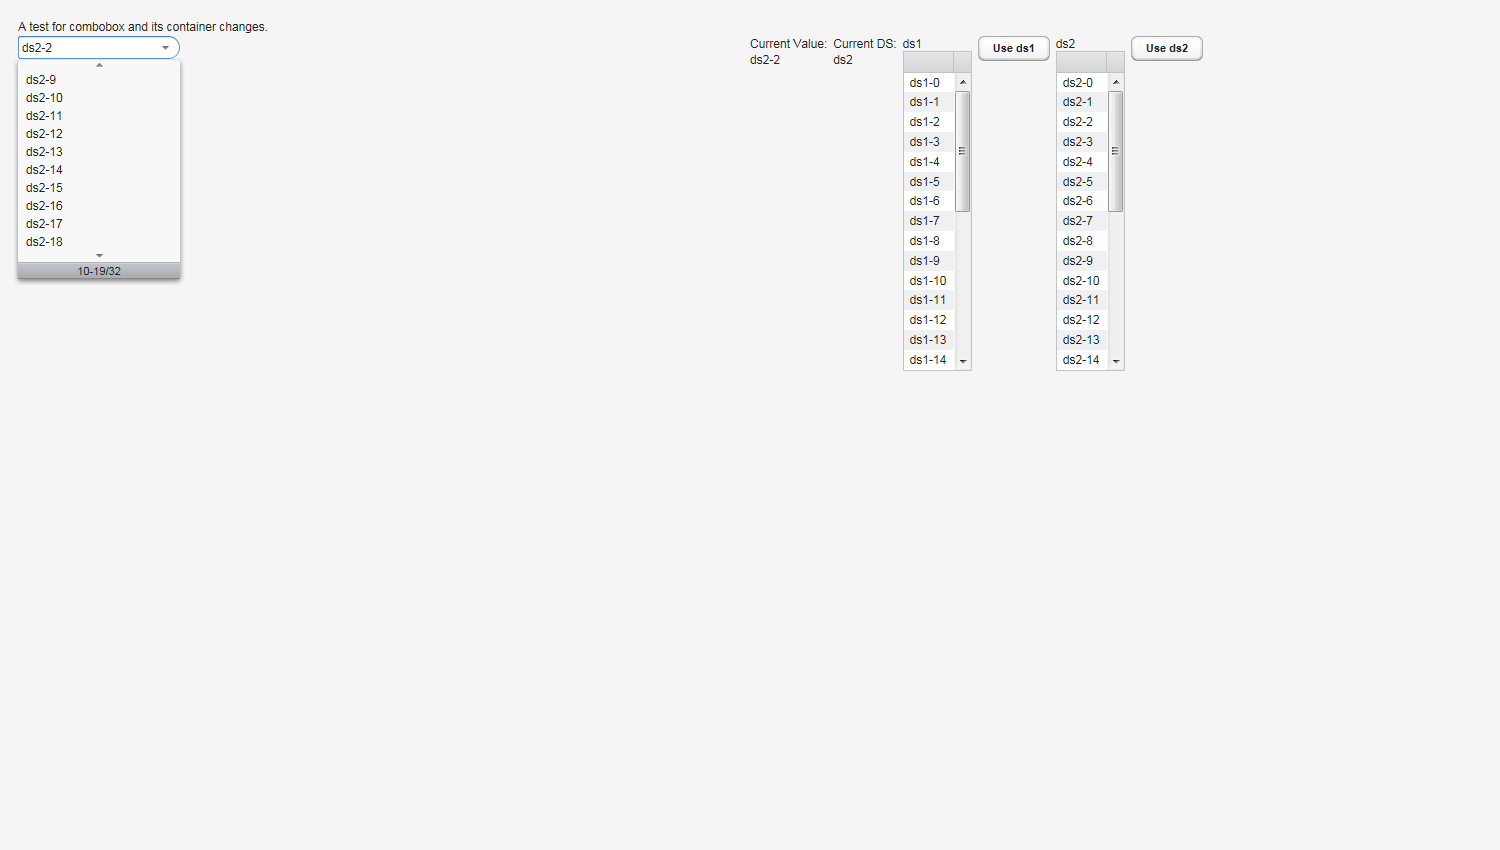 A test for combobox and its container changes.
ds2-2
ds2-9
ds2-10
ds2-11
ds2-12
ds2-13
ds2-14
ds2-15
ds2-16
ds2-17
ds2-18
10-19/32
Current Value:
ds2-2
Current DS:
ds2
ds1
ds1-0
ds1-1
ds1-2
ds1-3
ds1-4
ds1-5
ds1-6
ds1-7
ds1-8
ds1-9
ds1-10
ds1-11
ds1-12
ds1-13
ds1-14
Use ds1
ds2
ds2-0
ds2-1
ds2-2
ds2-3
ds2-4
ds2-5
ds2-6
ds2-7
ds2-8
ds2-9
ds2-10
ds2-11
ds2-12
ds2-13
ds2-14
Use ds2